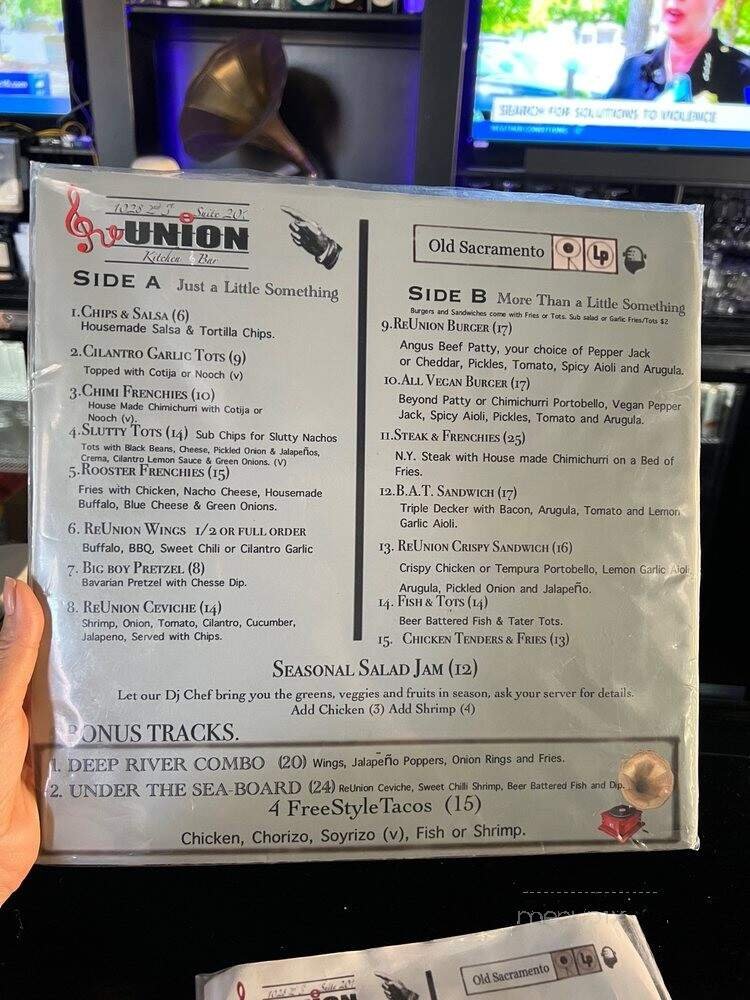 SEARCH FOR SOLUTIONS TO VIOLENCE
1028 2nd Suite 20
ReUNION
Kitchen & Bar
Old Sacramento
Lp
SIDE A Just a Little Something
1.CHIPS & SALSA (6)
Housemade Salsa & Tortilla Chips.
2.CILANTRO GARLIC TOTS (9)
Topped with Cotija or Nooch (v)
3.CHIMI FRENCHIES (10)
House Made Chimichurri with Cotija or
Nooch (v).
4.SLUTTY TOTS (14) Sub Chips for Slutty Nachos
Tots with Black Beans, Cheese, Pickled Onion & Jalapeños,
Crema, Cilantro Lemon Sauce & Green Onions. (V)
5.ROOSTER FRENCHIES (15)
Fries with Chicken, Nacho Cheese, Housemade
Buffalo, Blue Cheese & Green Onions.
6. REUNION WINGS 1/2 OR FULL ORDER
Buffalo, BBQ, Sweet Chili or Cilantro Garlic
7. BIG BOY PRETZEL (8)
Bavarian Pretzel with Chesse Dip.
8. REUNION CEVICHE (14)
Shrimp, Onion, Tomato, Cilantro, Cucumber,
Jalapeno, Served with Chips.
SIDE B More Than a Little Something
Burgers and Sandwiches come with Fries or Tots. Sub salad or Garlic Fries/Tots $2
9.REUNION BURGER (17)
Angus Beef Patty, your choice of Pepper Jack
or Cheddar, Pickles, Tomato, Spicy Aioli and Arugula.
10.ALL VEGAN BURGER (17)
Beyond Patty or Chimichurri Portobello, Vegan Pepper
Jack, Spicy Aioli, Pickles, Tomato and Arugula.
11.STEAK & FRENCHIES (25)
N.Y. Steak with House made Chimichurri on a Bed of
Fries.
12.B.A.T. SANDWICH (17)
Triple Decker with Bacon, Arugula, Tomato and Lemon
Garlic Aioli.
13. REUNION CRISPY SANDWICH (16)
Crispy Chicken or Tempura Portobello, Lemon Garlic Aioli,
Arugula, Pickled Onion and Jalapeño.
14. FISH & TOTS (14)
Beer Battered Fish & Tater Tots.
15. CHICKEN TENDERS & FRIES (13)
SEASONAL SALAD JAM (12)
Let our Dj Chef bring you the greens, veggies and fruits in season, ask your server for details.
Add Chicken (3) Add Shrimp (4)
BONUS TRACKS.
1. DEEP RIVER COMBO (20) Wings, Jalapeño Poppers, Onion Rings and Fries.
2. UNDER THE SEA-BOARD (24) ReUnion Ceviche, Sweet Chilli Shrimp, Beer Battered Fish and Dip.
4 FreeStyleTacos (15)
Chicken, Chorizo, Soyrizo (v), Fish or Shrimp.
Old Sacramento
Lp